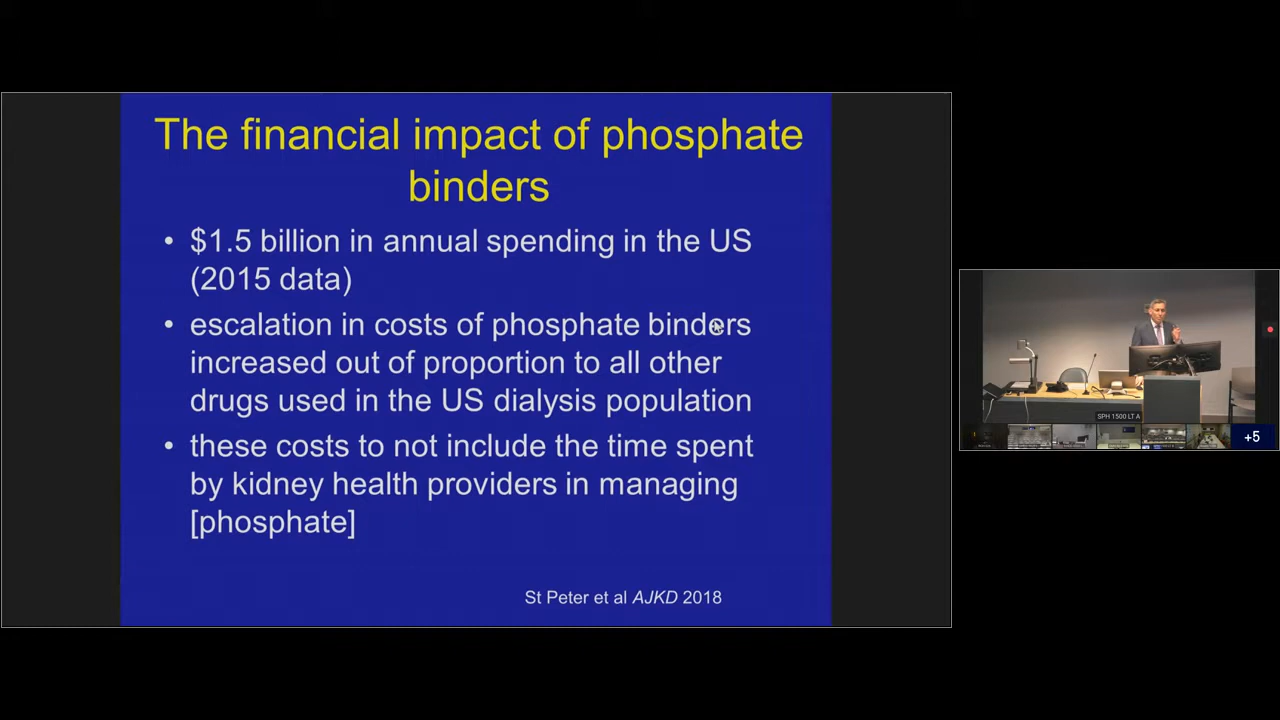 The financial impact of phosphate
binders
• $1.5 billion in annual spending in the US
(2015 data)
• escalation in costs of phosphate binders
increased out of proportion to all other
drugs used in the US dialysis population
• these costs to not include the time spent
by kidney health providers in managing
[phosphate]
St Peter et al AJKD 2018
SPH 1500 LT A
+5